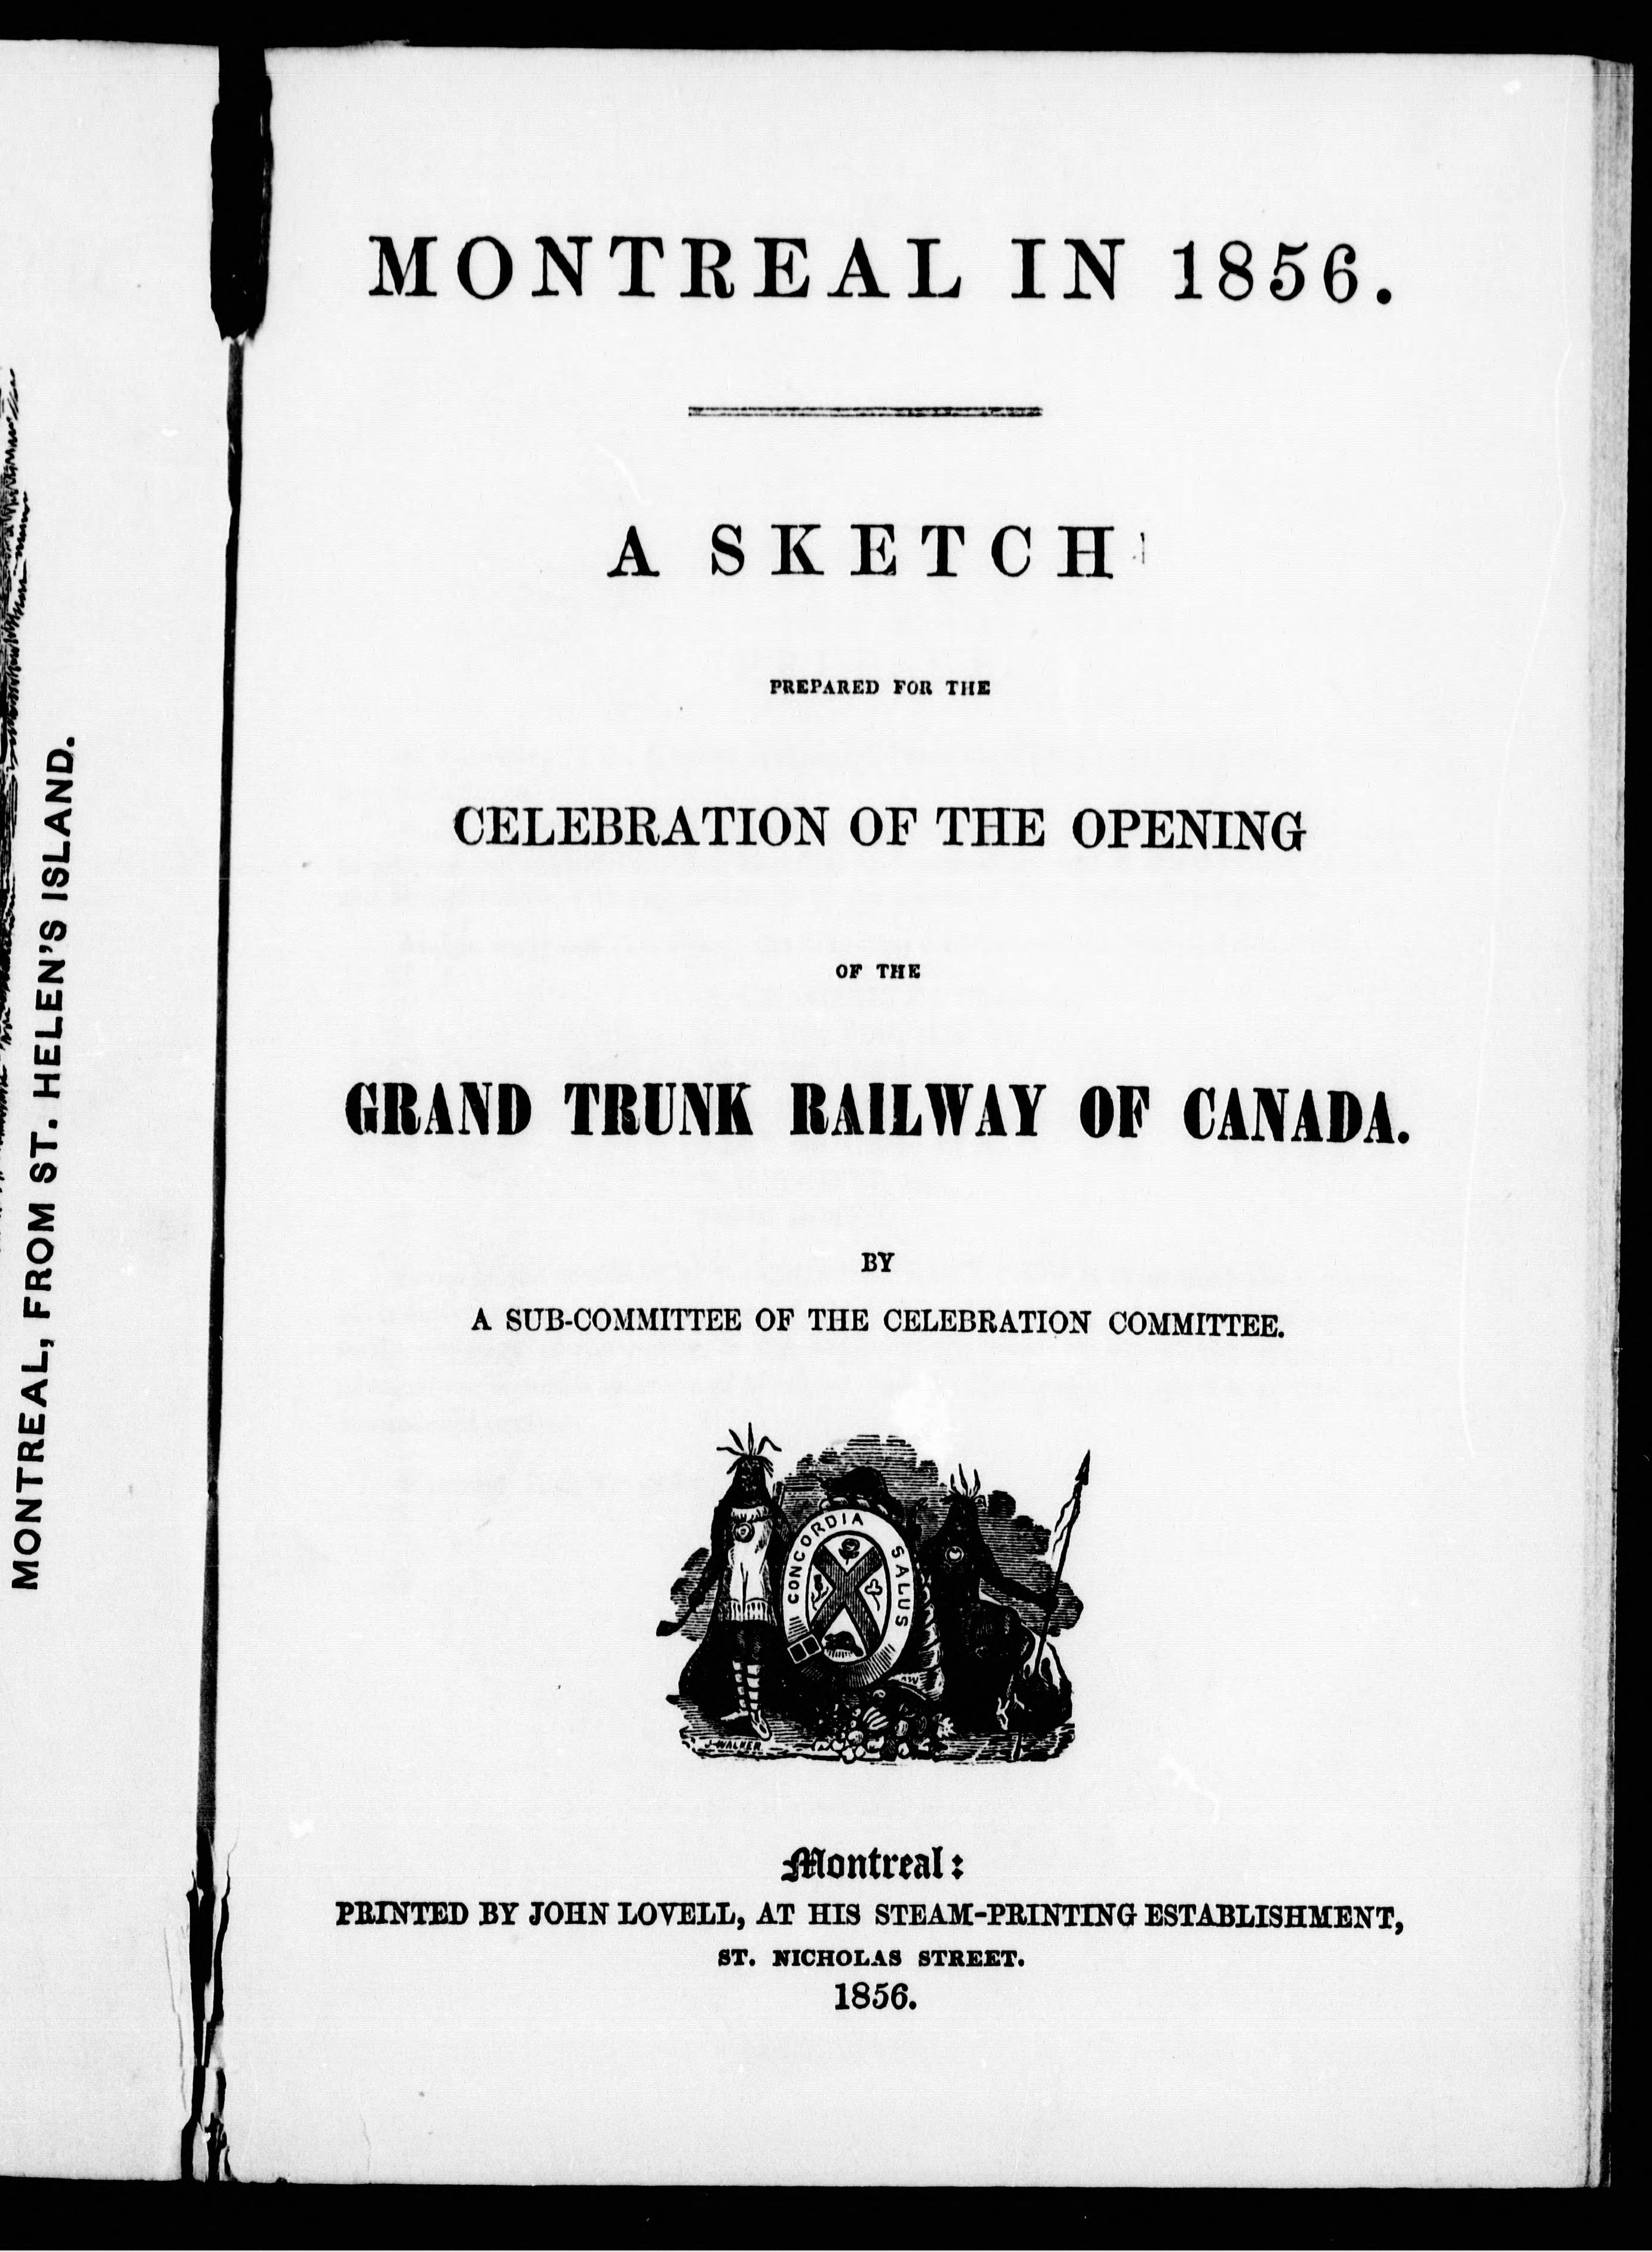 MONTREAL, FROM ST. HELEN'S ISLAND.
MONTREAL IN 1856.
A SKETCH
PREPARED FOR THE
CELEBRATION OF THE OPENING
OF THE
GRAND TRUNK RAILWAY OF CANADA.
BY
A SUB-COMMITTEE OF THE CELEBRATION COMMITTEE.
CONCORDIA SALUS
J. WALKER
Montreal:
PRINTED BY JOHN LOVELL, AT HIS STEAM-PRINTING ESTABLISHMENT,
ST. NICHOLAS STREET.
1856.